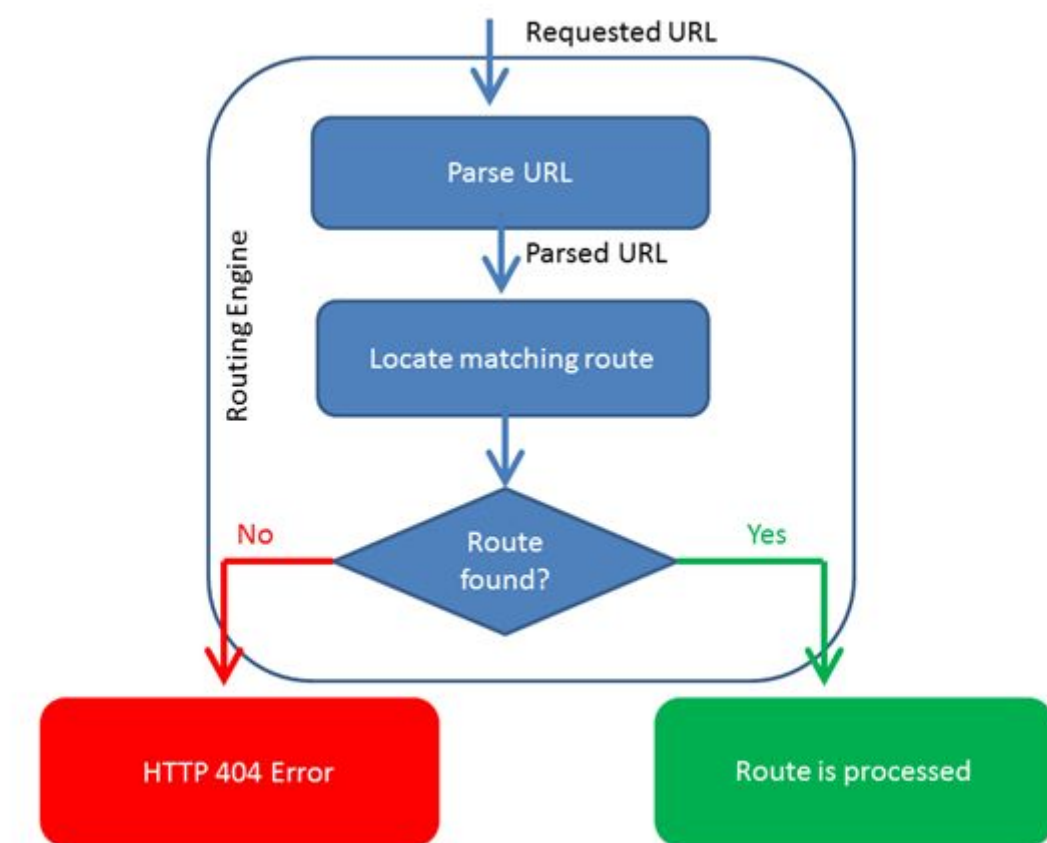 Requested URL
Parse URL
Parsed URL
Routing Engine
Locate matching route
No
Route
found?
Yes
HTTP 404 Error
Route is processed